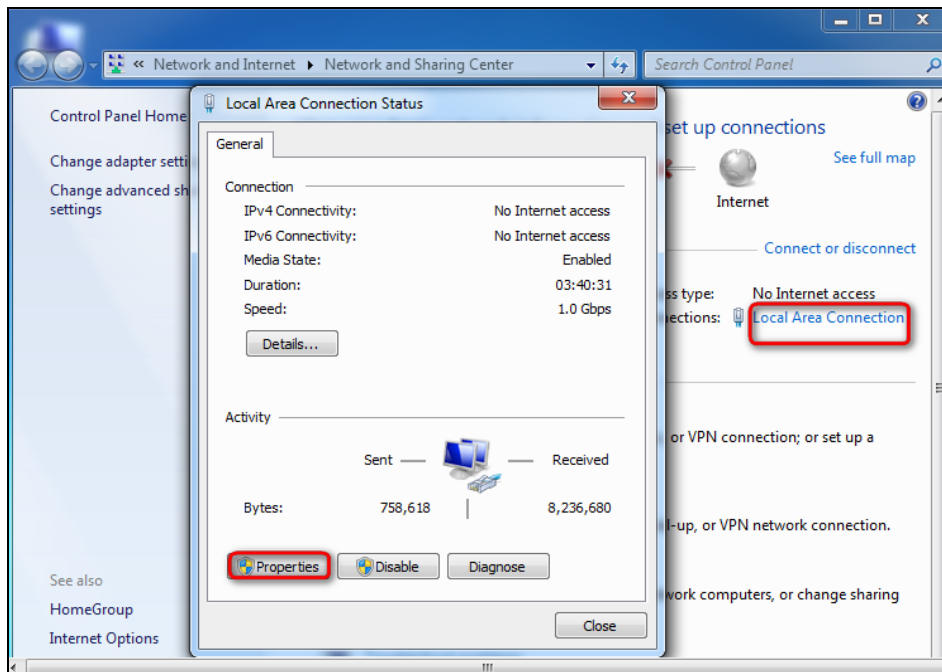 « Network and Internet ▸ Network and Sharing Center
Search Control Panel
Control Panel Home
Change adapter setti
Change advanced sh
settings
See also
HomeGroup
Internet Options
Local Area Connection Status
General
Connection
IPv4 Connectivity: No Internet access
IPv6 Connectivity: No Internet access
Media State: Enabled
Duration: 03:40:31
Speed: 1.0 Gbps
Details...
Activity
Sent — — Received
Bytes: 758,618 | 8,236,680
Properties Disable Diagnose
Close
set up connections
See full map
Internet
Connect or disconnect
ss type: No Internet access
ections: Local Area Connection
or VPN connection; or set up a
l-up, or VPN network connection.
work computers, or change sharing